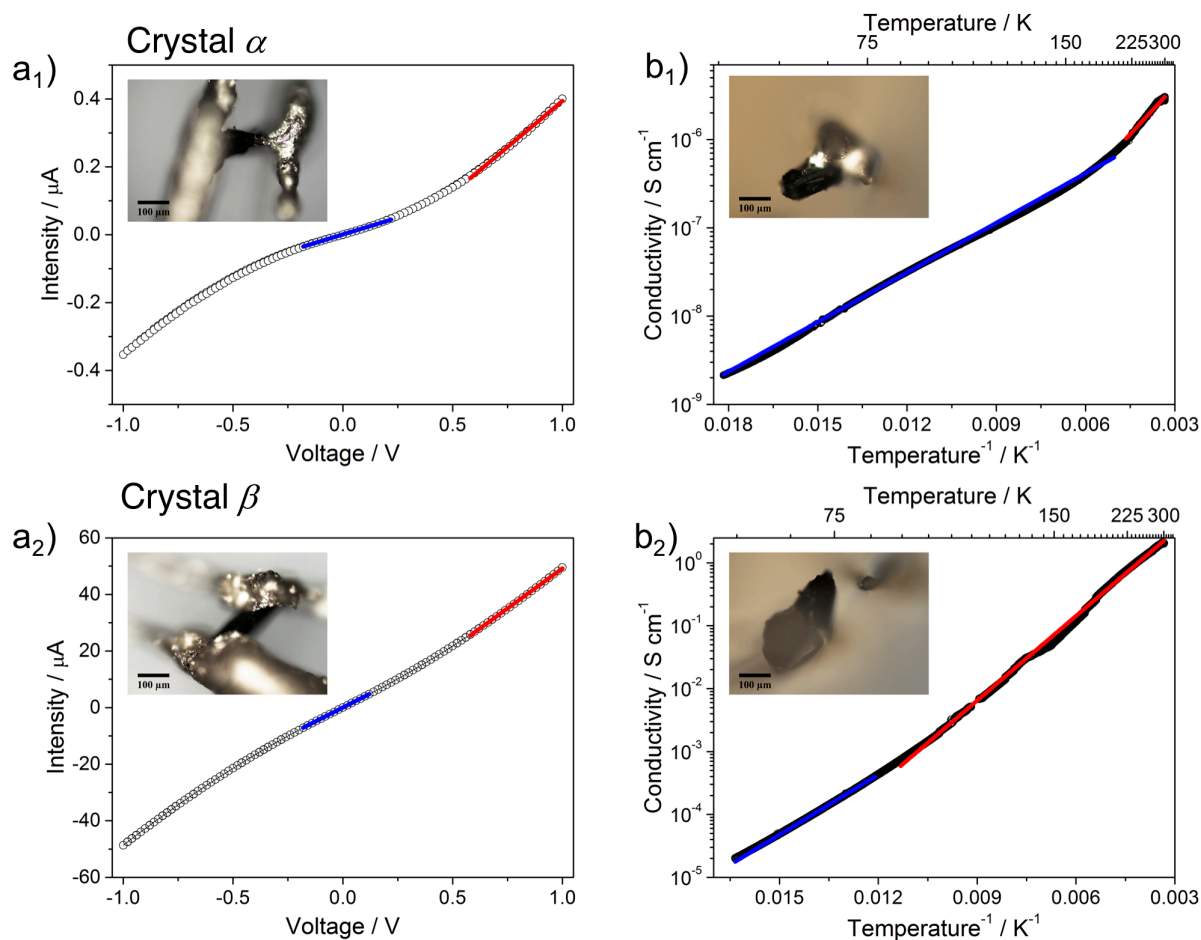 Crystal α
a1)
0.4
0.2
0.0
-0.2
-0.4
Intensity / μA
-1.0 -0.5 0.0 0.5 1.0
Voltage / V
100 μm
b1)
Temperature / K
75 150 225 300
10-6
10-7
10-8
10-9
Conductivity / S cm-1
0.018 0.015 0.012 0.009 0.006 0.003
Temperature-1 / K-1
100 μm
Crystal β
a2)
60
40
20
0
-20
-40
-60
Intensity / μA
-1.0 -0.5 0.0 0.5 1.0
Voltage / V
100 μm
b2)
Temperature / K
75 150 225 300
100
10-1
10-2
10-3
10-4
10-5
Conductivity / S cm-1
0.015 0.012 0.009 0.006 0.003
Temperature-1 / K-1
100 μm